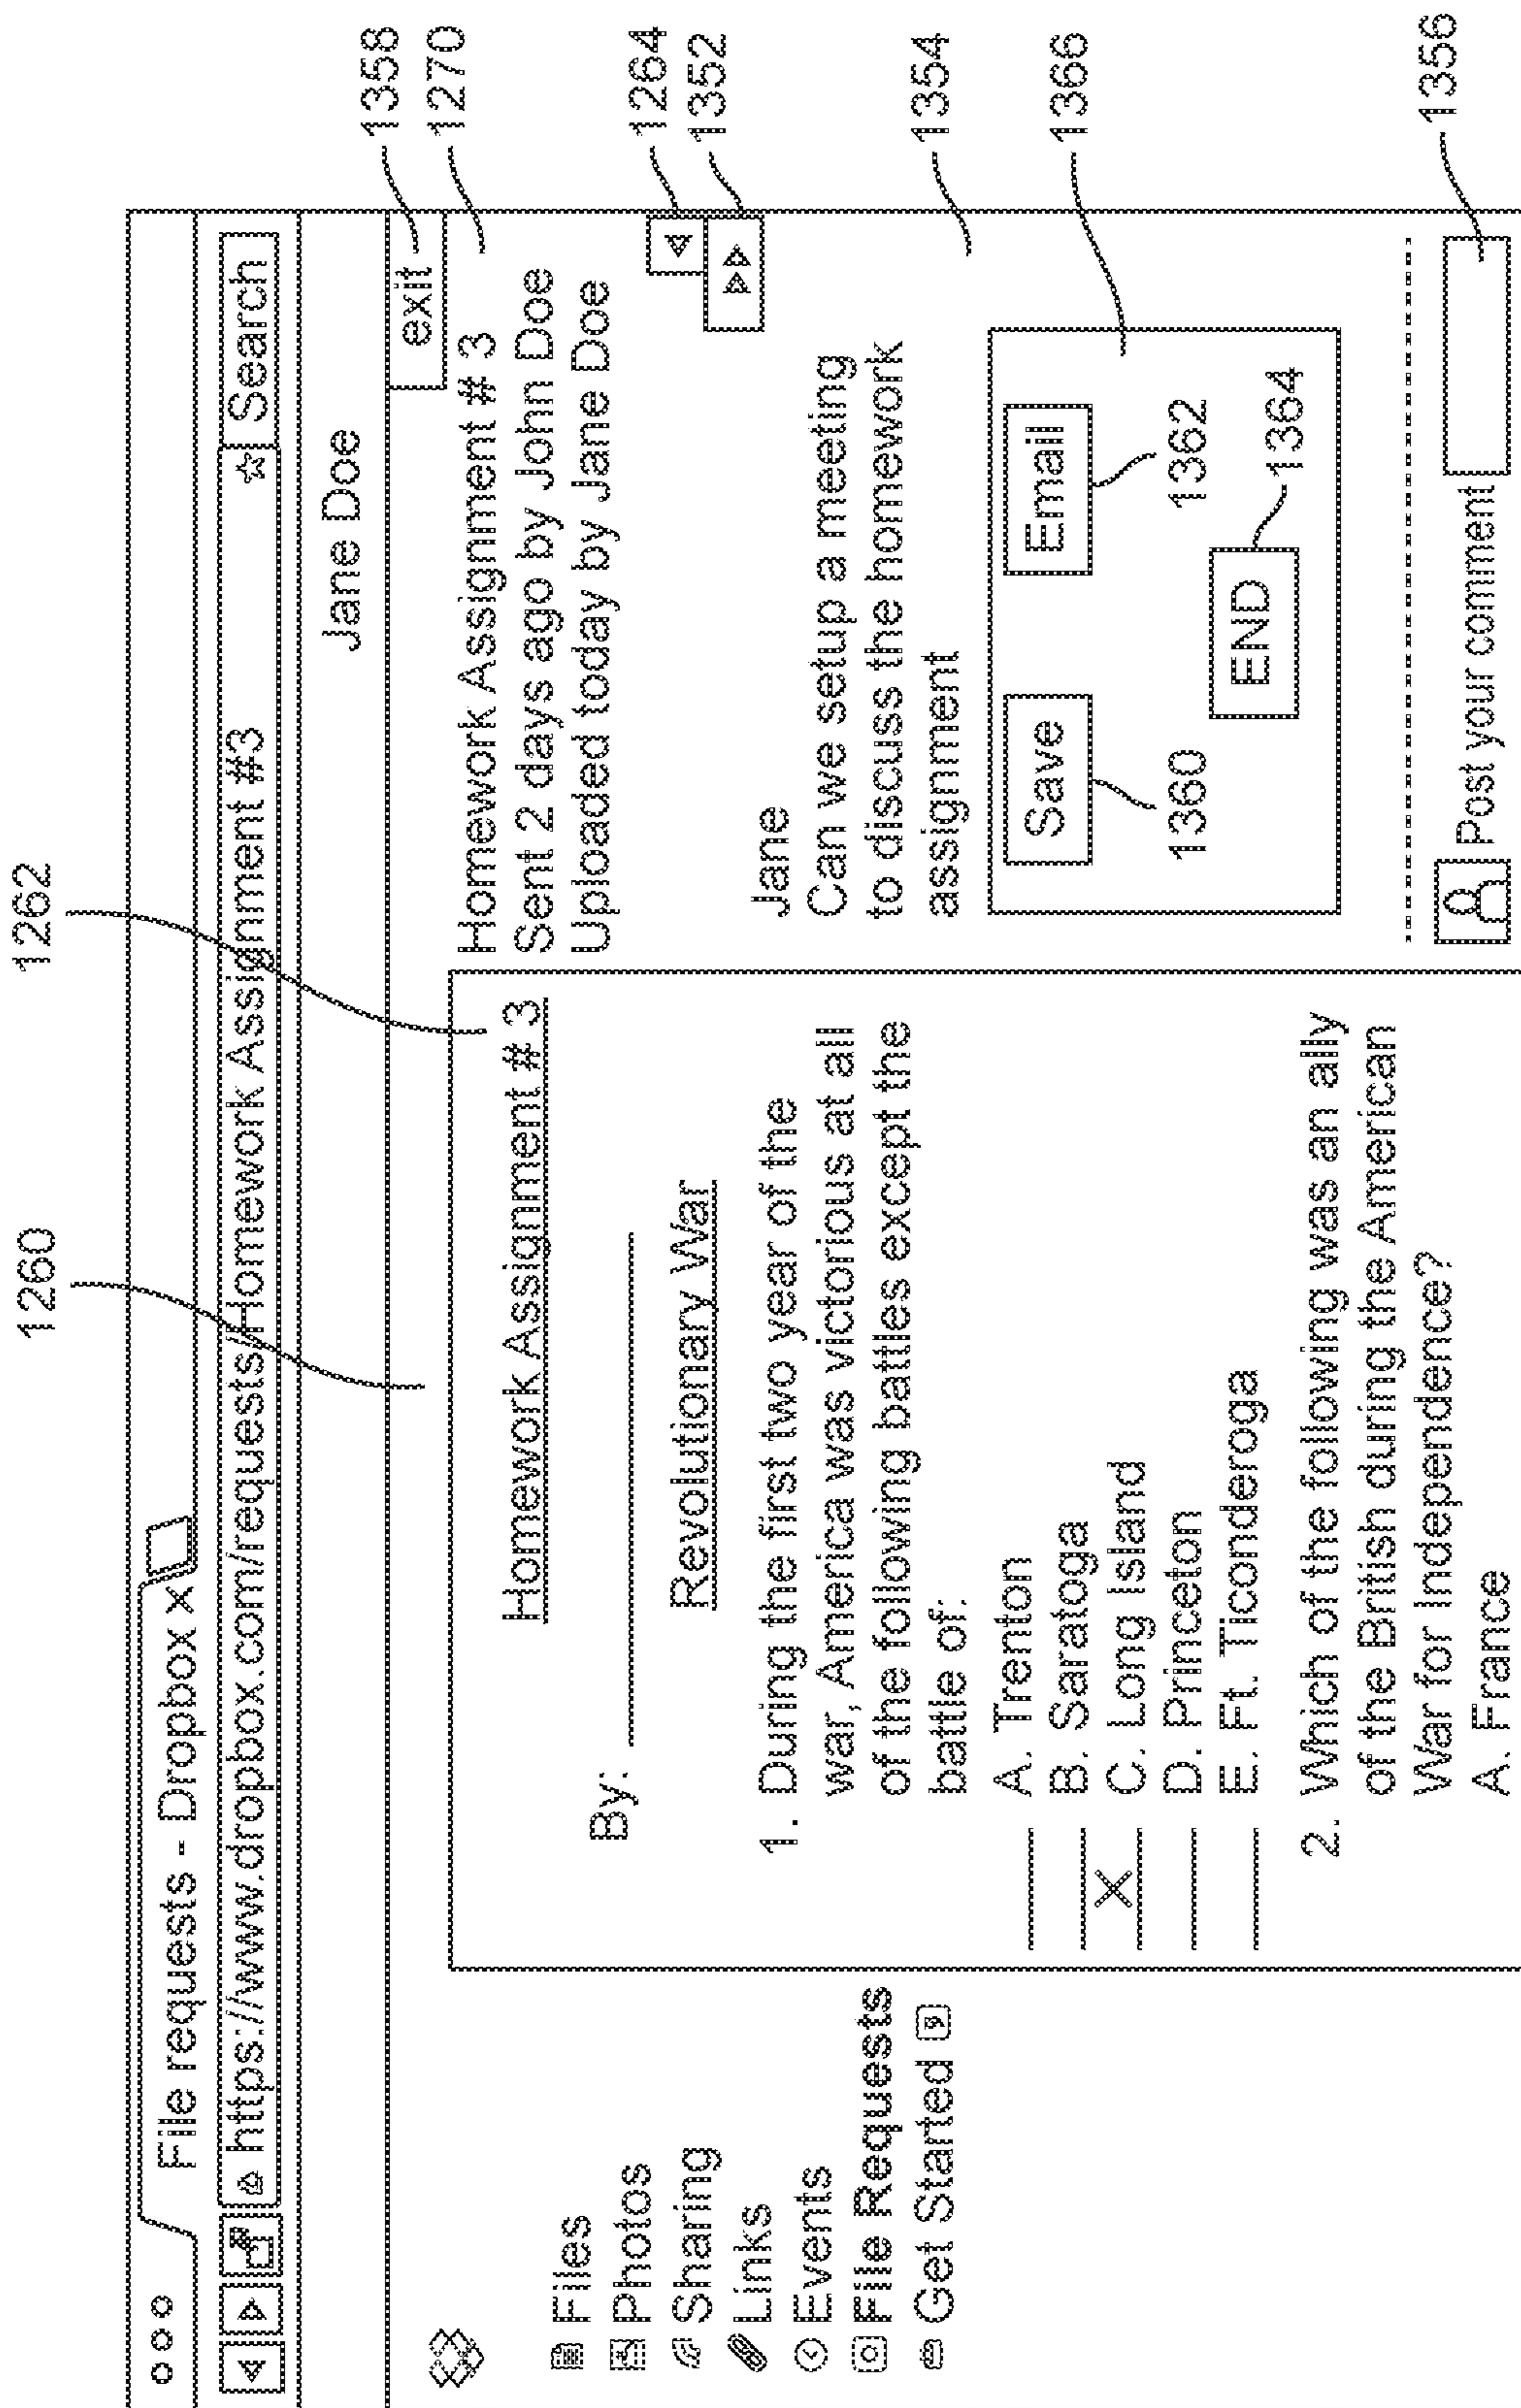 1260
1262
File requests - Dropbox x
https://www.dropbox.com/requests/Homework Assignment #3
Search
Jane Doe
exit
1358
1270
Files
Photos
Sharing
Links
Events
File Requests
Get Started
Homework Assignment # 3
By:
Revolutionary War
1. During the first two year of the
war, America was victorious at all
of the following battles except the
battle of:
A. Trenton
B. Saratoga
X C. Long Island
D. Princeton
E. Ft. Ticonderoga
2. Which of the following was an ally
of the British during the American
War for Independence?
A. France
Homework Assignment # 3
Sent 2 days ago by John Doe
Uploaded today by Jane Doe
1264
1352
Jane
Can we setup a meeting
to discuss the homework
assignment
1354
1366
Save
Email
1360
1362
END
1364
Post your comment
1356